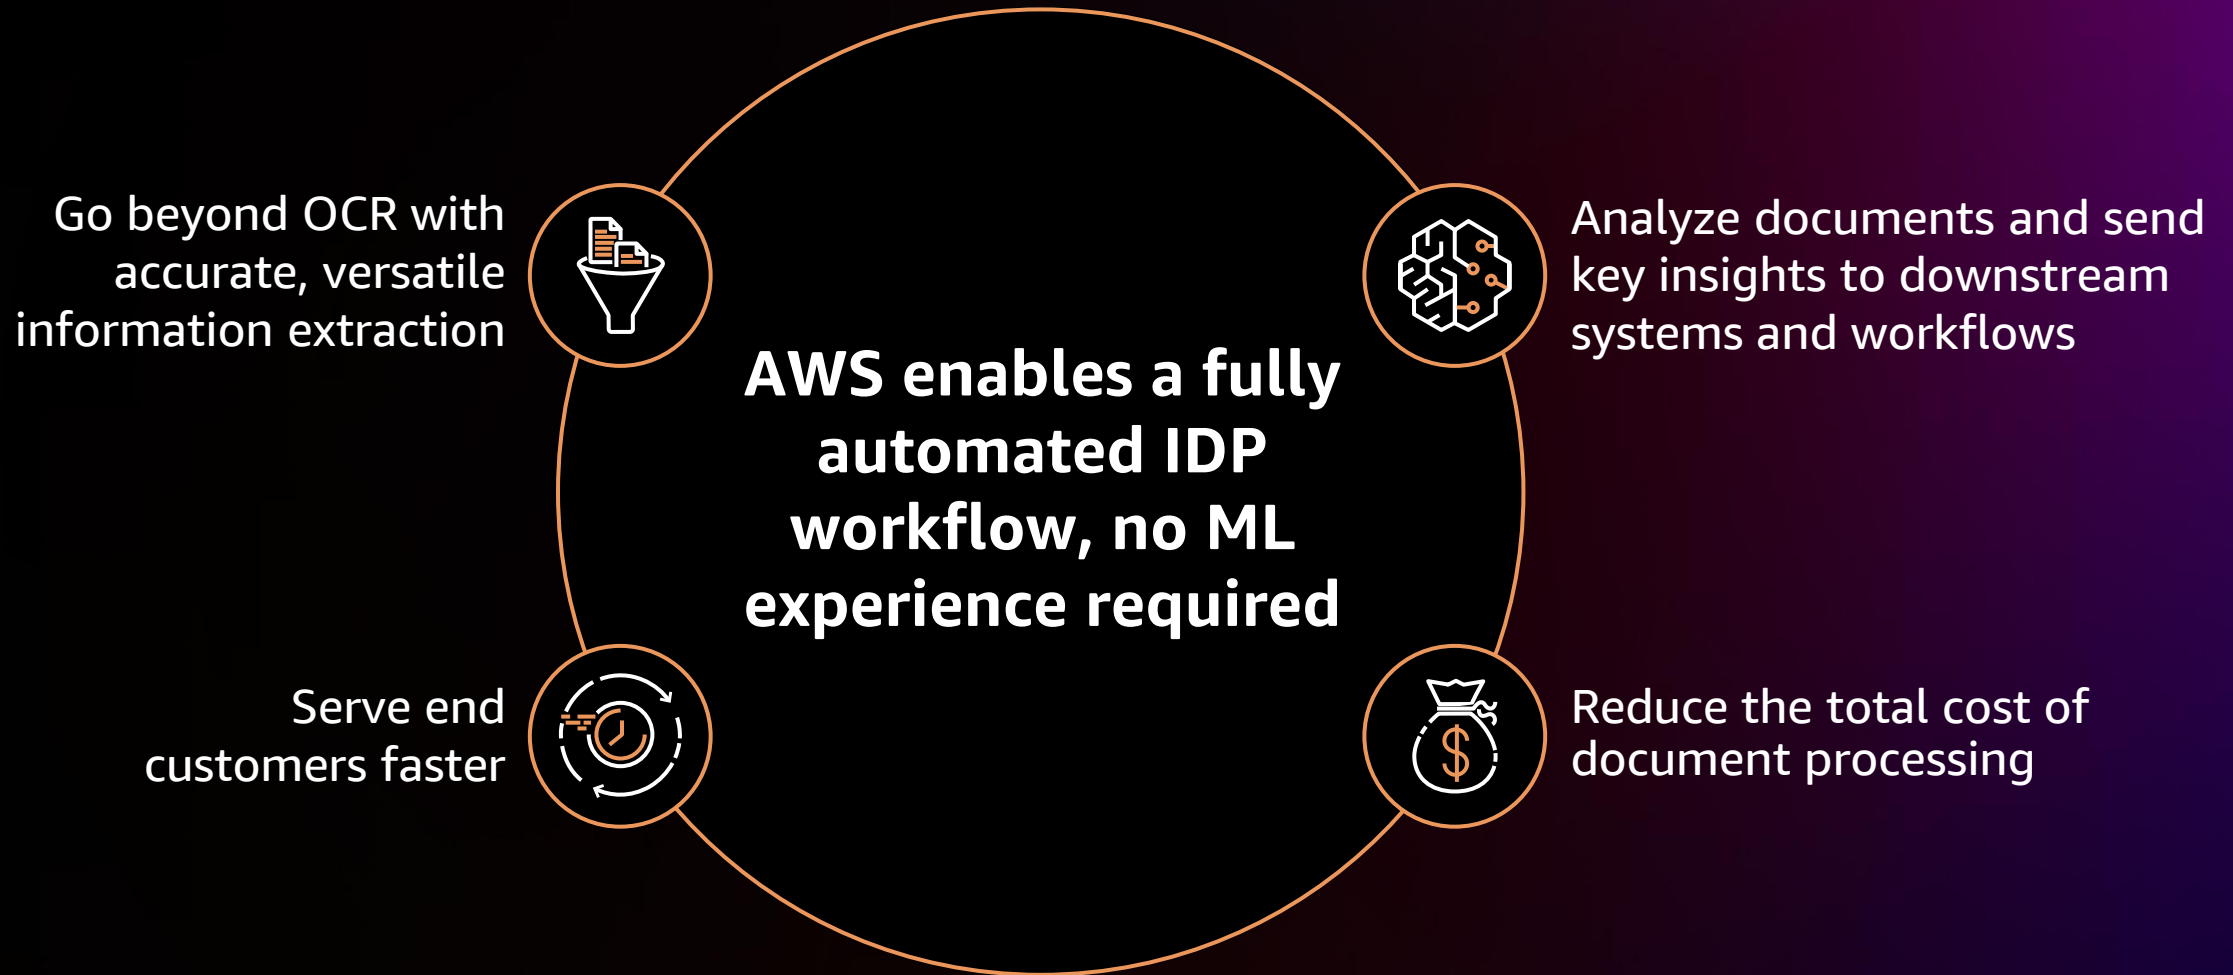 Go beyond OCR with
accurate, versatile
information extraction
Analyze documents and send
key insights to downstream
systems and workflows
AWS enables a fully
automated IDP
workflow, no ML
experience required
Serve end
customers faster
$
Reduce the total cost of
document processing